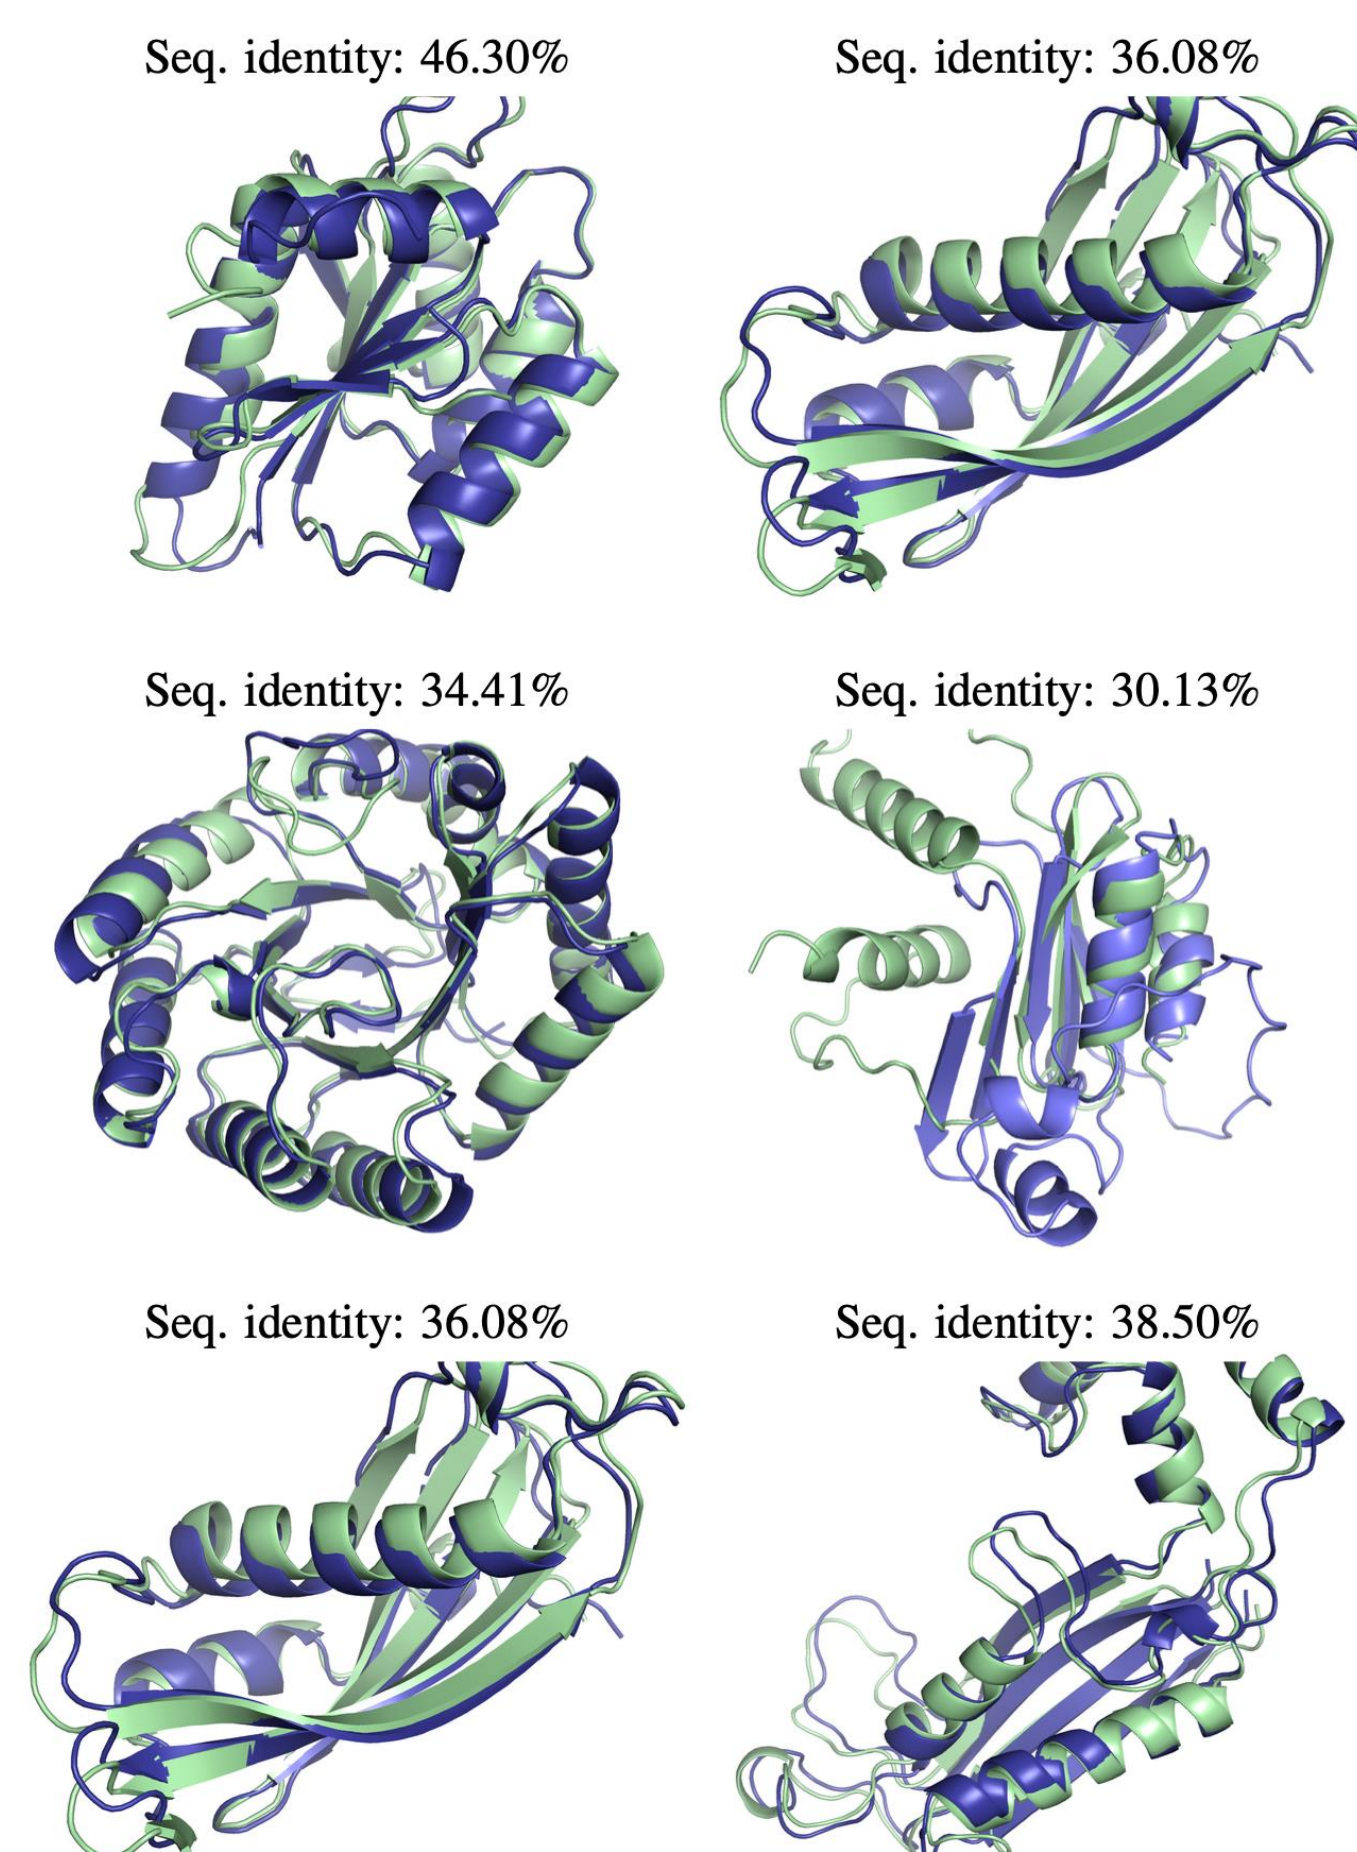 Seq. identity: 46.30%
Seq. identity: 36.08%
Seq. identity: 34.41%
Seq. identity: 30.13%
Seq. identity: 36.08%
Seq. identity: 38.50%